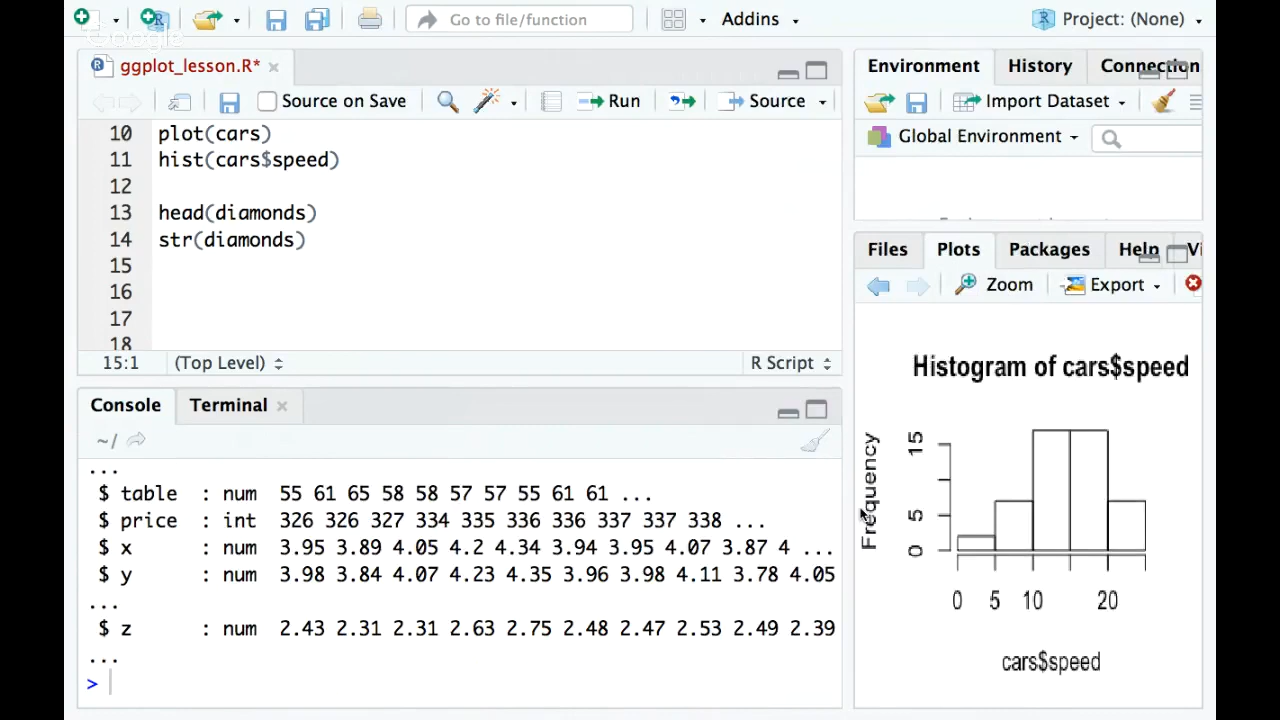 Go to file/function
Addins
Project: (None)
Google
ggplot_lesson.R*
Source on Save
Run
Source
10 plot(cars)
11 hist(cars$speed)
12
13 head(diamonds)
14 str(diamonds)
15
16
17
18
15:1 (Top Level) R Script
Console Terminal
~/
...
$ table : num 55 61 65 58 58 57 57 55 61 61 ...
$ price : int 326 326 327 334 335 336 336 337 337 338 ...
$ x : num 3.95 3.89 4.05 4.2 4.34 3.94 3.95 4.07 3.87 4 ...
$ y : num 3.98 3.84 4.07 4.23 4.35 3.96 3.98 4.11 3.78 4.05
...
$ z : num 2.43 2.31 2.31 2.63 2.75 2.48 2.47 2.53 2.49 2.39
...
>
Environment History Connection
Import Dataset
Global Environment
Files Plots Packages Help Vi
Zoom Export
Histogram of cars$speed
Frequency
15
5
0
0 5 10 20
cars$speed